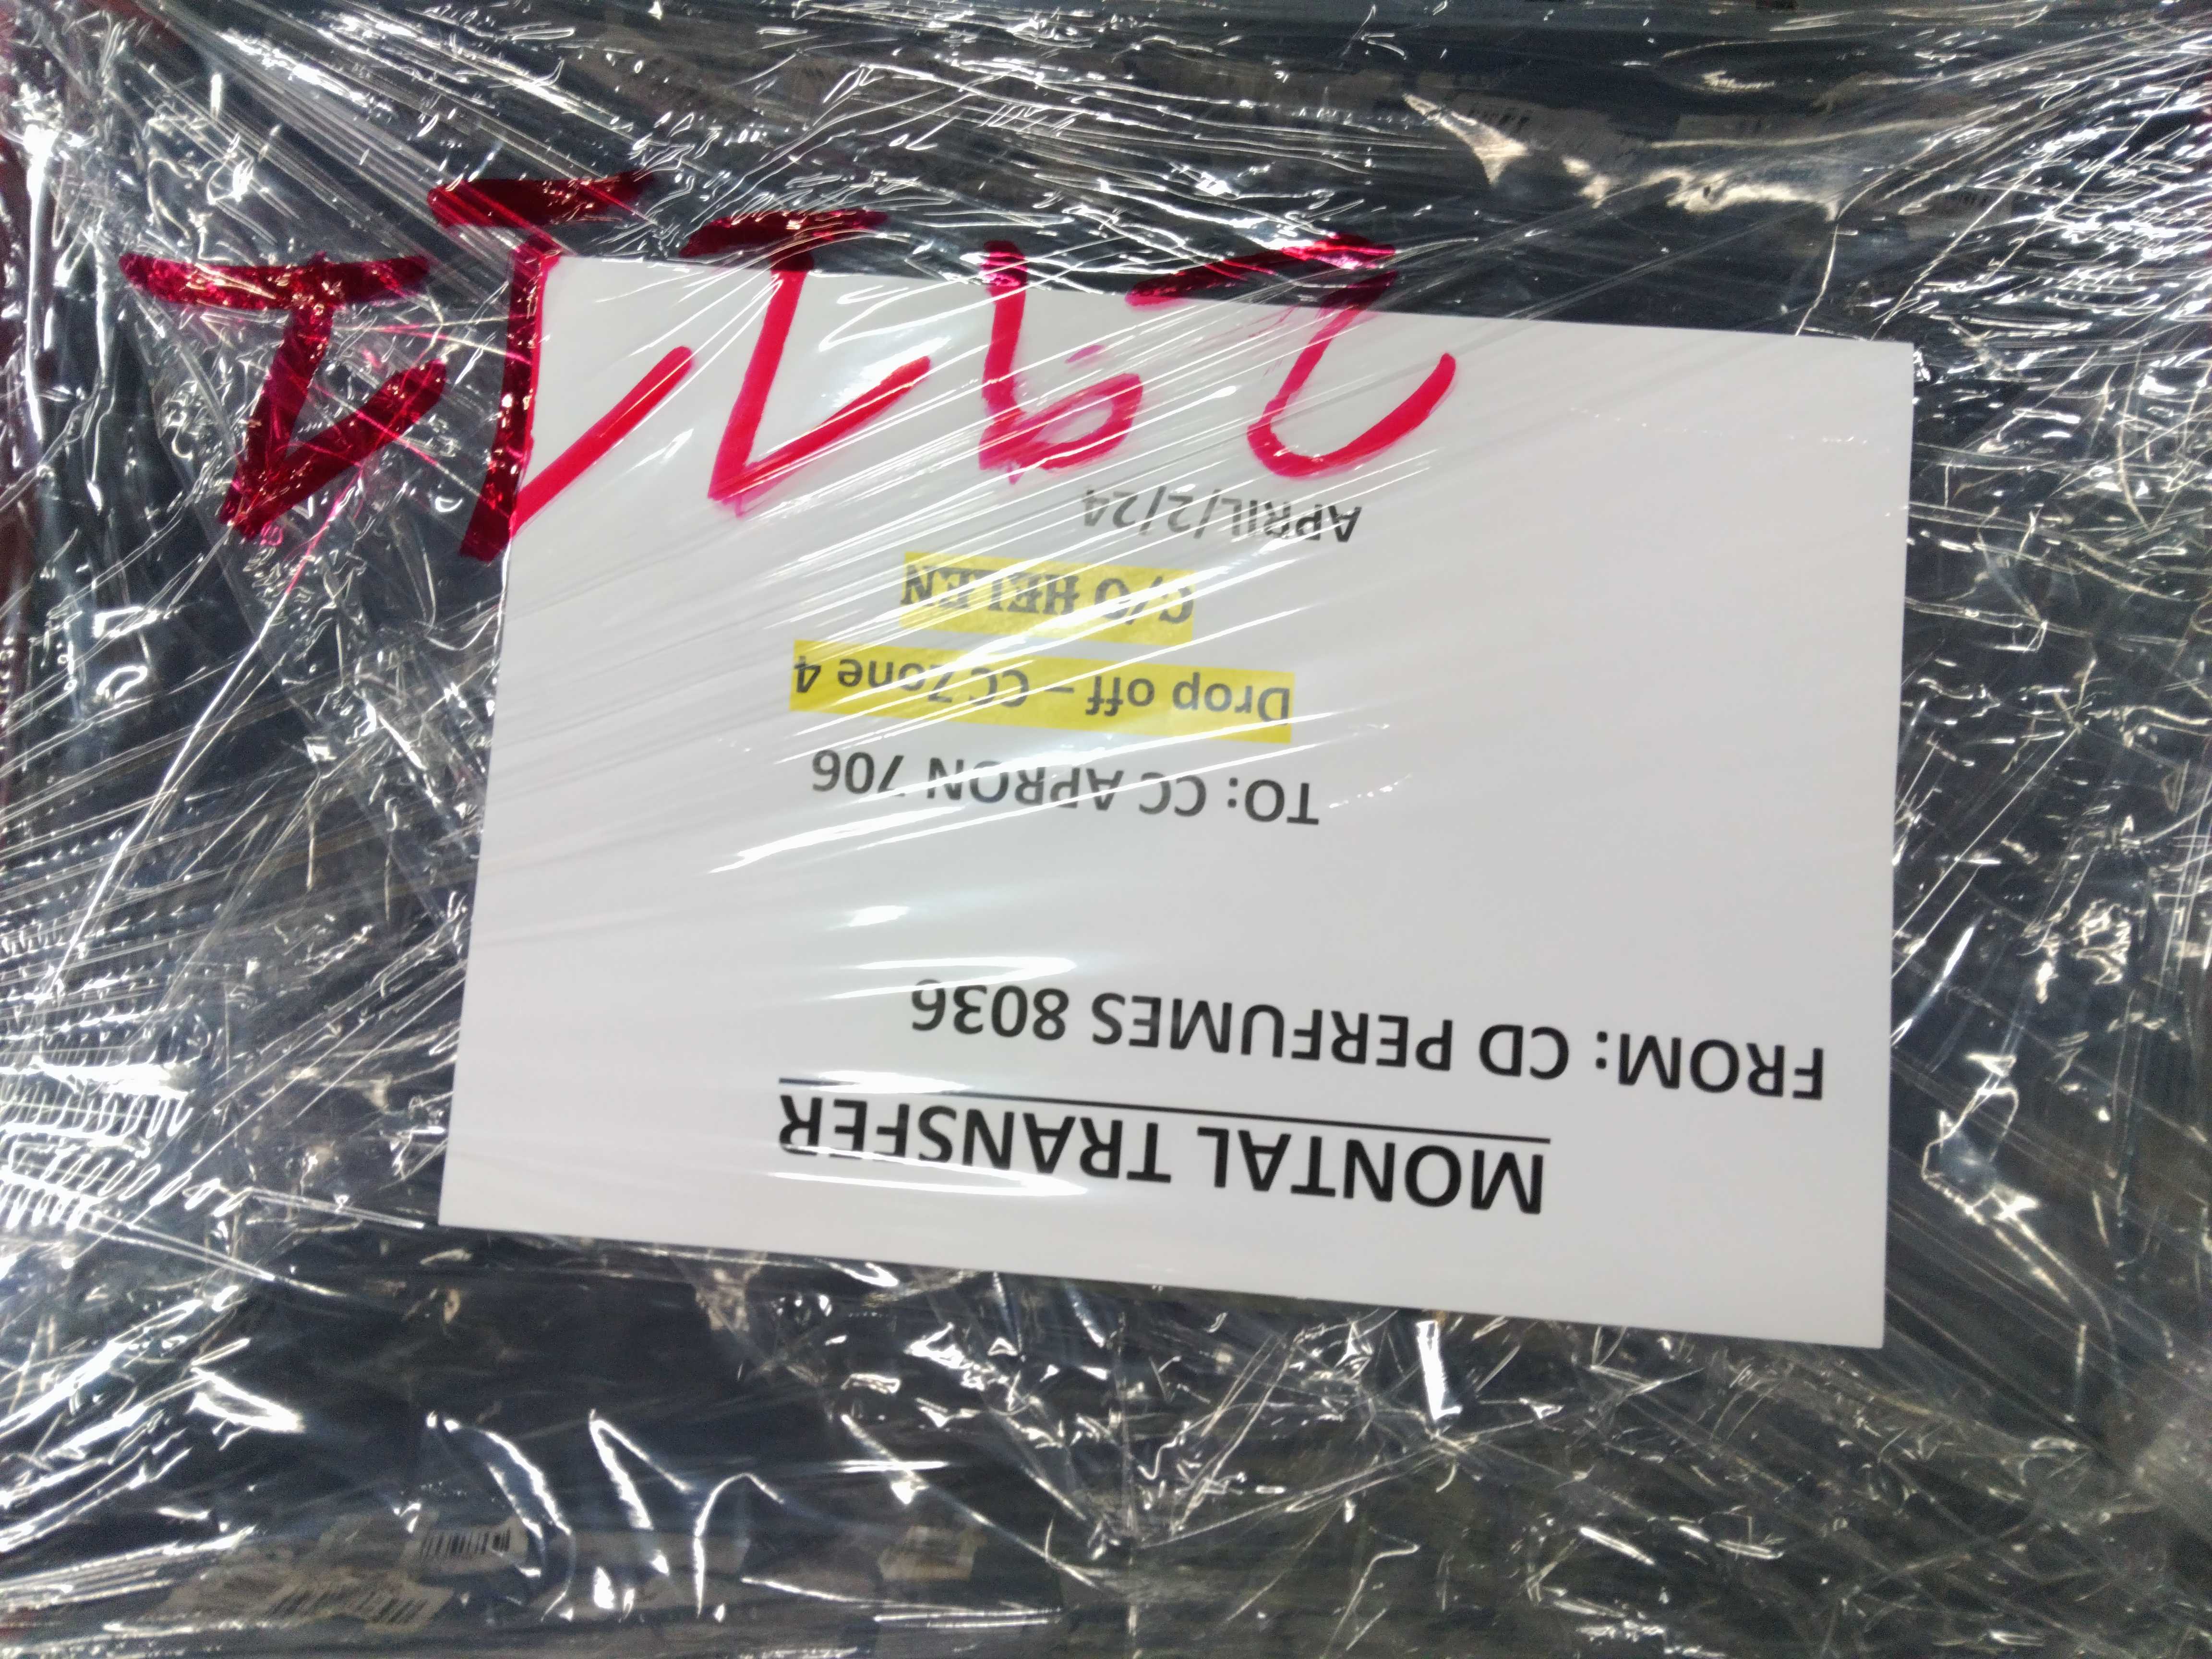 MONTAL TRANSFER
FROM: CD PERFUMES 8036
TO: CC APRON 706
Drop off – CC Zone 4
C/O HELEN
APRIL/2/24
29111